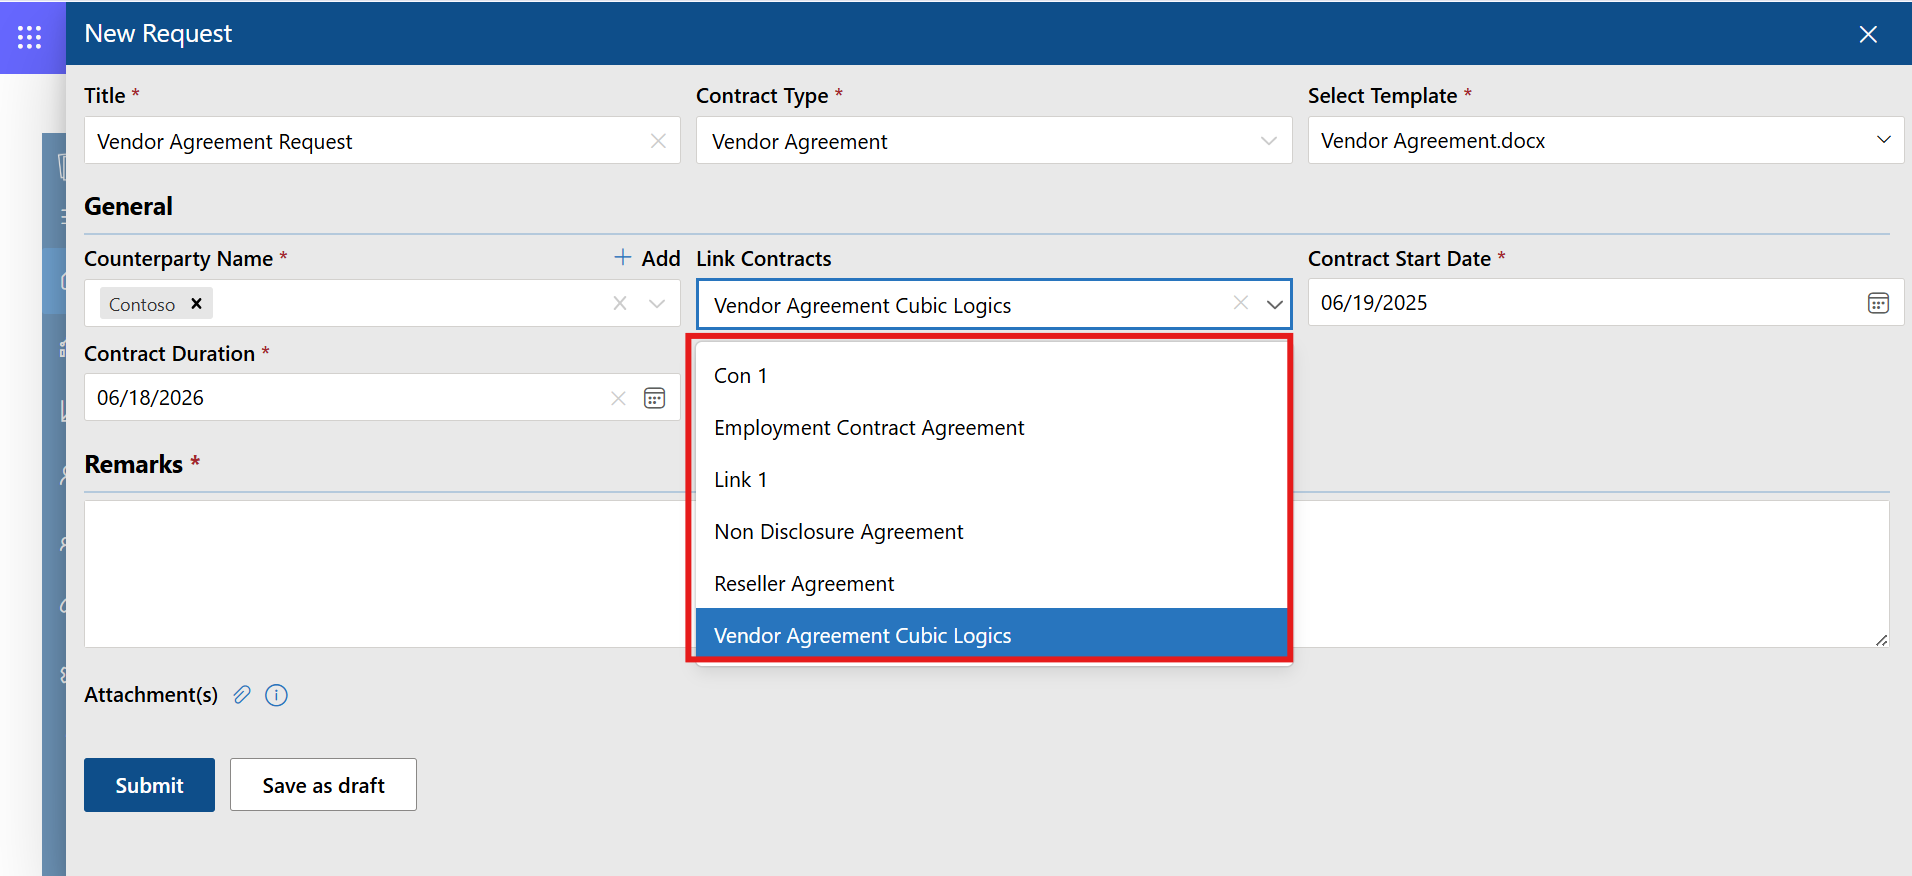 New Request
Title *
Contract Type *
Select Template *
Vendor Agreement Request
Vendor Agreement
Vendor Agreement.docx
General
Counterparty Name *
Add
Link Contracts
Contract Start Date *
Contoso
Vendor Agreement Cubic Logics
06/19/2025
Contract Duration *
06/18/2026
Con 1
Employment Contract Agreement
Link 1
Non Disclosure Agreement
Reseller Agreement
Vendor Agreement Cubic Logics
Remarks *
Attachment(s)
Submit
Save as draft